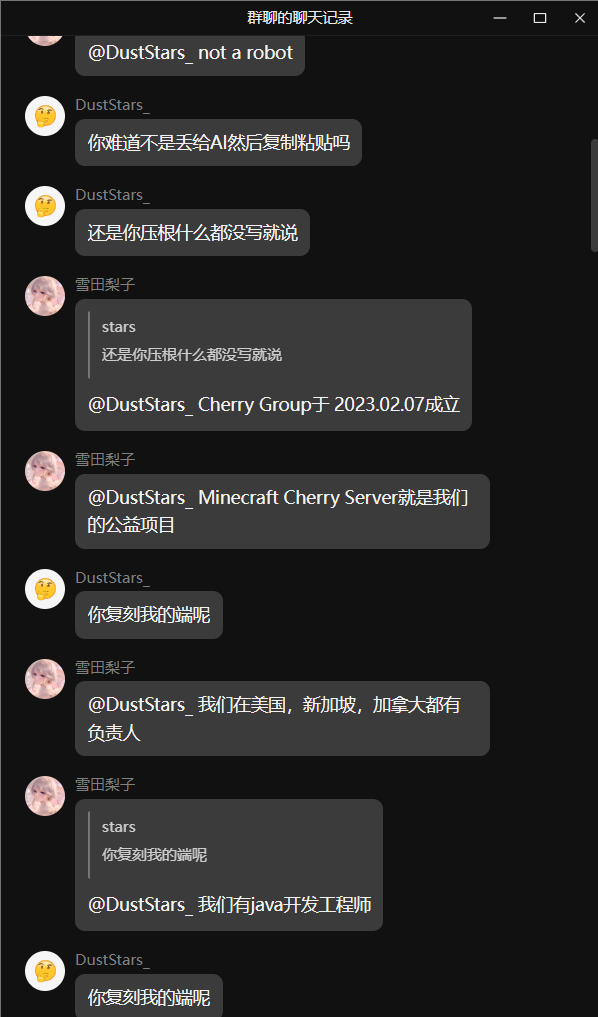 群聊的聊天记录
@DustStars_ not a robot
DustStars_
你难道不是丢给AI然后复制粘贴吗
DustStars_
还是你压根什么都没写就说
雪田梨子
stars
还是你压根什么都没写就说
@DustStars_ Cherry Group于 2023.02.07成立
雪田梨子
@DustStars_ Minecraft Cherry Server就是我们
的公益项目
DustStars_
你复刻我的端呢
雪田梨子
@DustStars_ 我们在美国，新加坡，加拿大都有
负责人
雪田梨子
stars
你复刻我的端呢
@DustStars_ 我们有java开发工程师
DustStars_
你复刻我的端呢